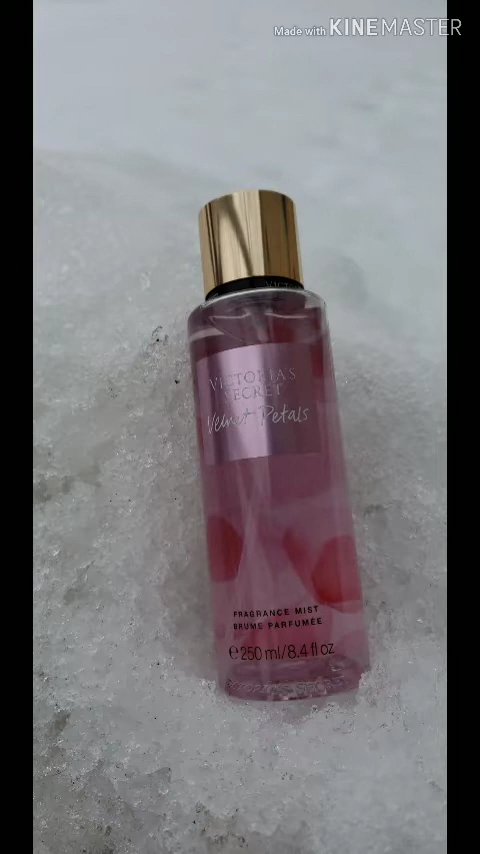 Made with KINEMASTER
VICTORIA'S
SECRET
Velvet Petals
FRAGRANCE MIST
BRUME PARFUMÉE
℮ 250 ml/8.4 fl oz